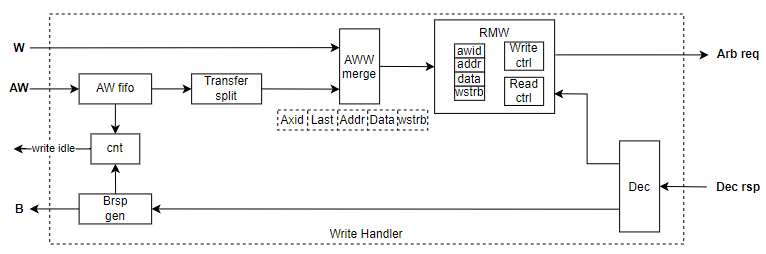 W
AW
AW fifo
Transfer
split
AWW
merge
RMW
awid
addr
data
wstrb
Write
ctrl
Read
ctrl
Arb req
Axid Last Addr Data wstrb
write idle
cnt
Dec
Dec rsp
B
Brsp
gen
Write Handler